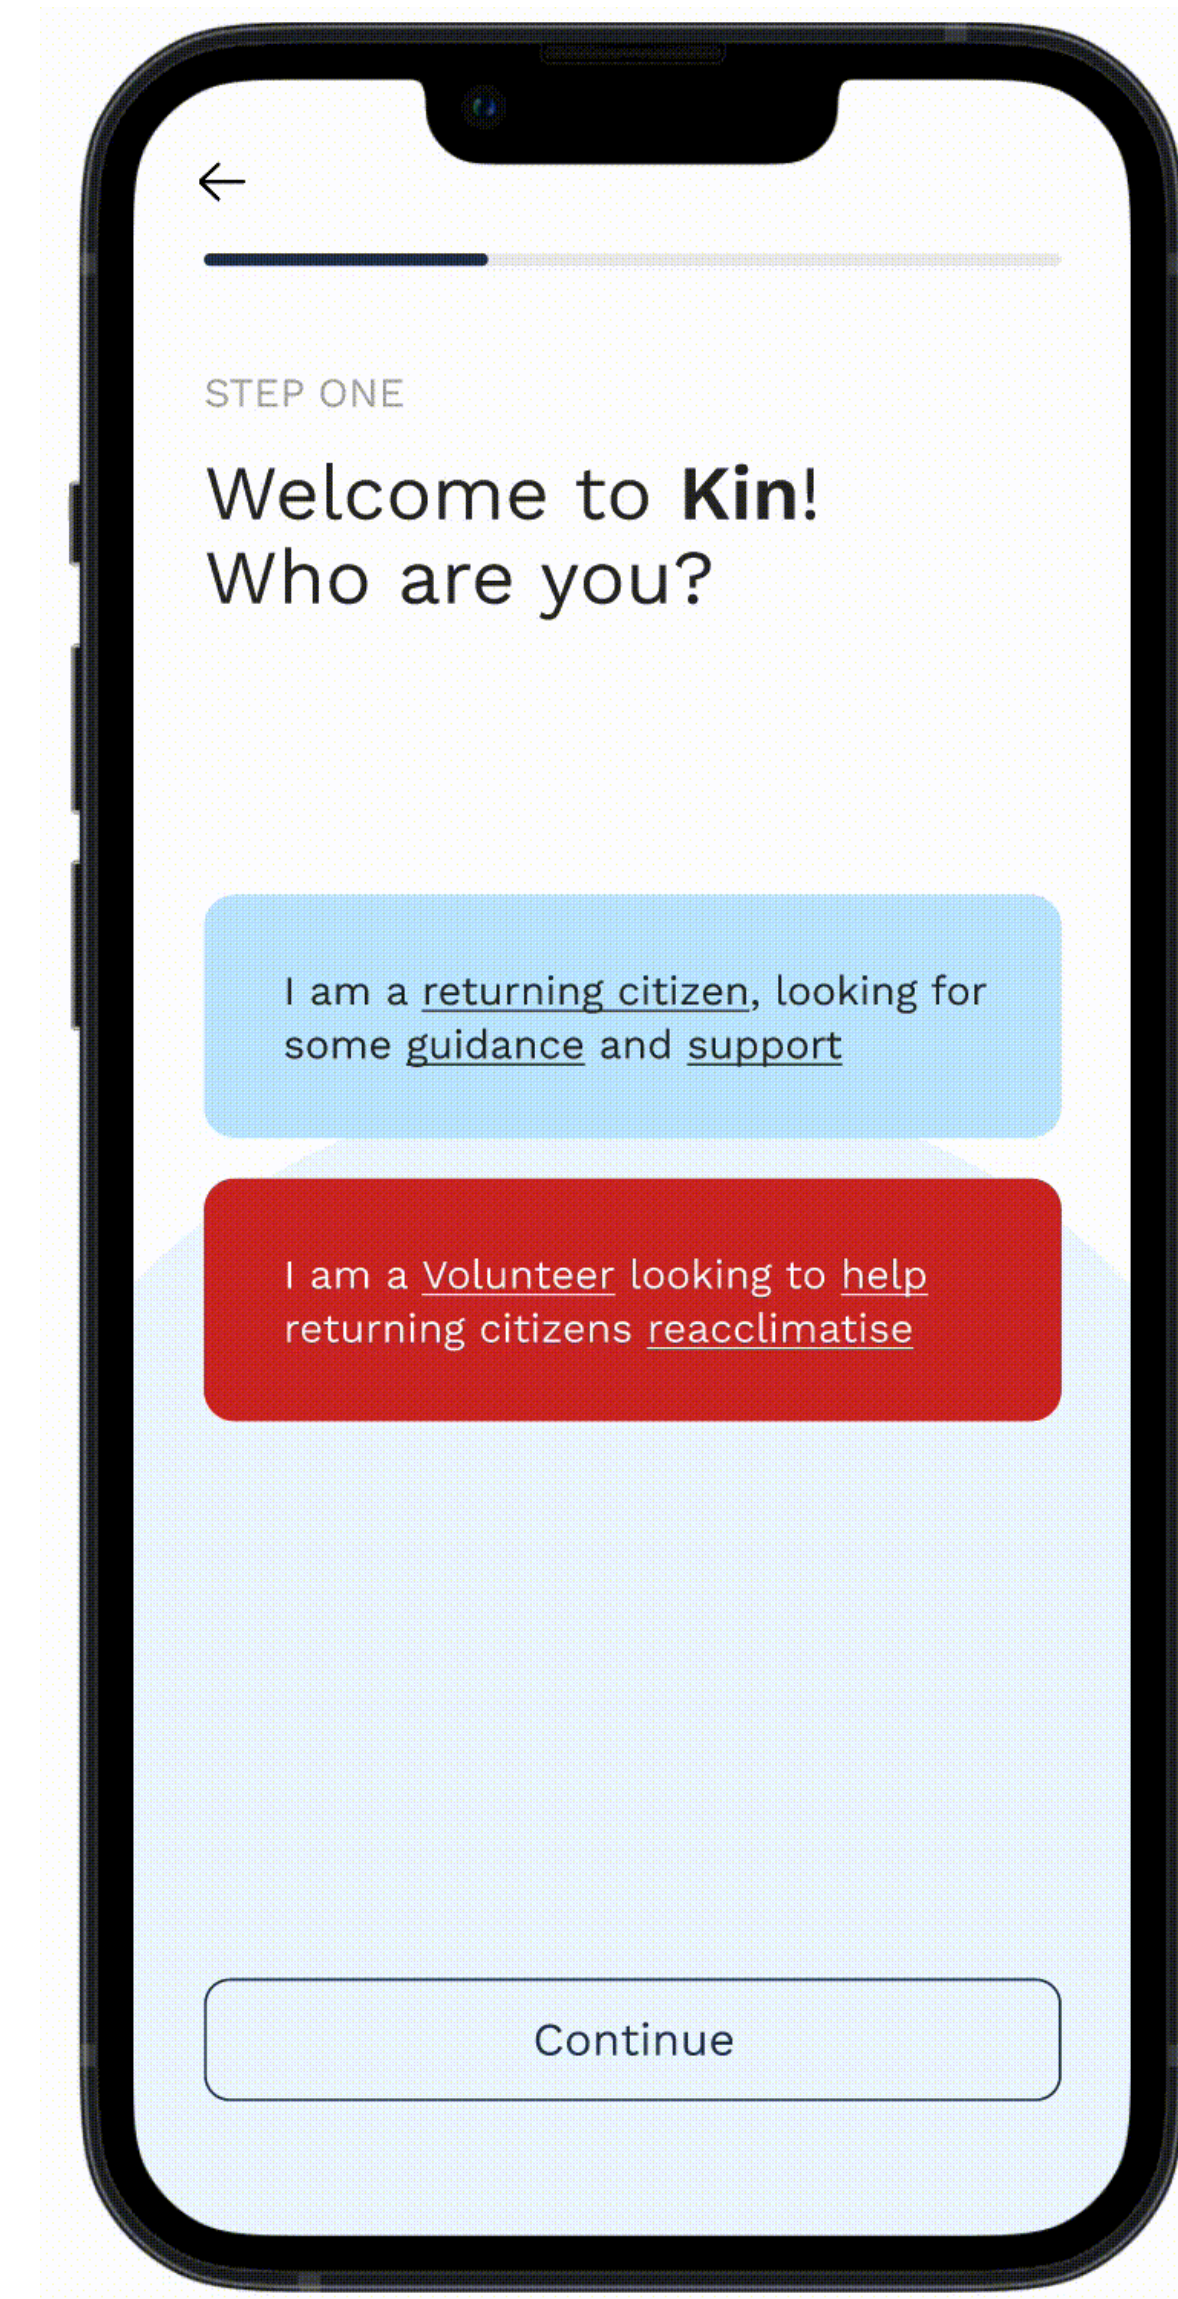 STEP ONE
Welcome to Kin!
Who are you?
I am a returning citizen, looking for
some guidance and support
I am a Volunteer looking to help
returning citizens reacclimatise
Continue